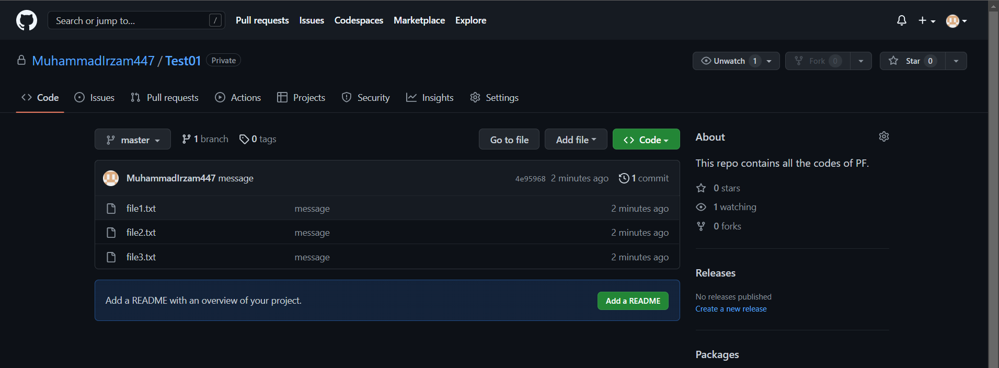 Search or jump to... / Pull requests Issues Codespaces Marketplace Explore
MuhammadIrzam447 / Test01 Private Unwatch 1 Fork 0 Star 0
Code Issues Pull requests Actions Projects Security Insights Settings
master 1 branch 0 tags Go to file Add file Code
MuhammadIrzam447 message 4e95968 2 minutes ago 1 commit
file1.txt message 2 minutes ago
file2.txt message 2 minutes ago
file3.txt message 2 minutes ago
Add a README with an overview of your project. Add a README
About
This repo contains all the codes of PF.
0 stars
1 watching
0 forks
Releases
No releases published
Create a new release
Packages